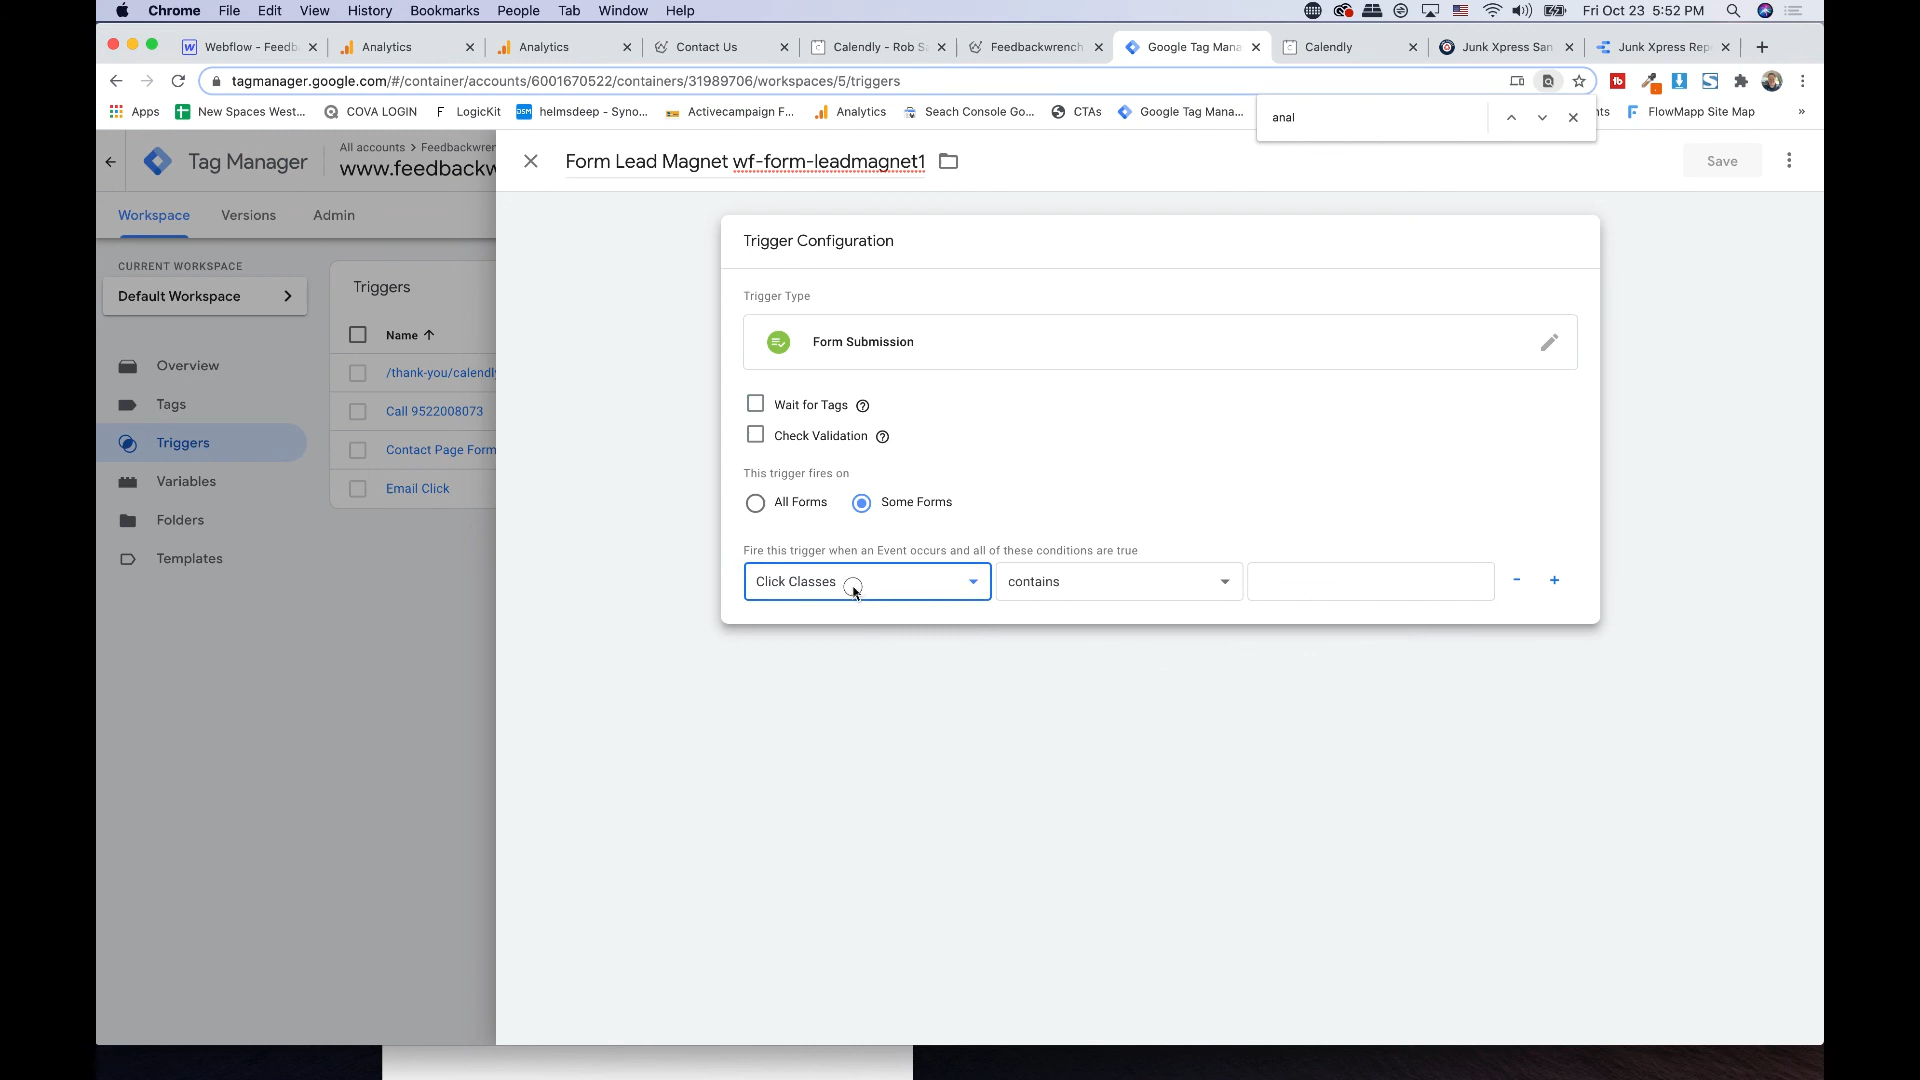 Chrome File Edit View History Bookmarks People Tab Window Help Fri Oct 23 5:52 PM
Webflow - Feedb Analytics Analytics Contact Us Calendly - Rob S Feedbackwrench Google Tag Mana Calendly Junk Xpress San Junk Xpress Rep
tagmanager.google.com/#/container/accounts/6001670522/containers/31989706/workspaces/5/triggers
Apps New Spaces West... COVA LOGIN F LogicKit DSM helmsdeep - Syno... Activecampaign F... Analytics Seach Console Go... CTAs Google Tag Mana... nts FlowMapp Site Map »
anal
Tag Manager
All accounts > Feedbackwren
www.feedbackw
Form Lead Magnet wf-form-leadmagnet1
Save
Workspace Versions Admin
CURRENT WORKSPACE
Default Workspace
Overview
Tags
Triggers
Variables
Folders
Templates
Triggers
Name
/thank-you/calendly
Call 9522008073
Contact Page Form
Email Click
Trigger Configuration
Trigger Type
Form Submission
Wait for Tags
Check Validation
This trigger fires on
All Forms Some Forms
Fire this trigger when an Event occurs and all of these conditions are true
Click Classes contains - +